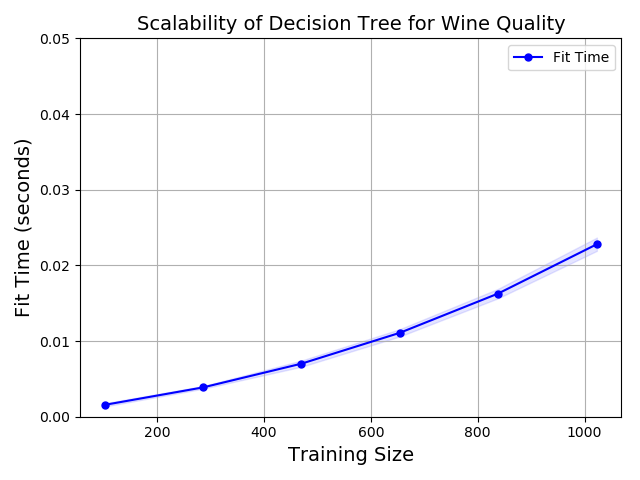 Scalability of Decision Tree for Wine Quality
0.05
0.04
0.03
0.02
0.01
0.00
Fit Time (seconds)
Fit Time
200 400 600 800 1000
Training Size